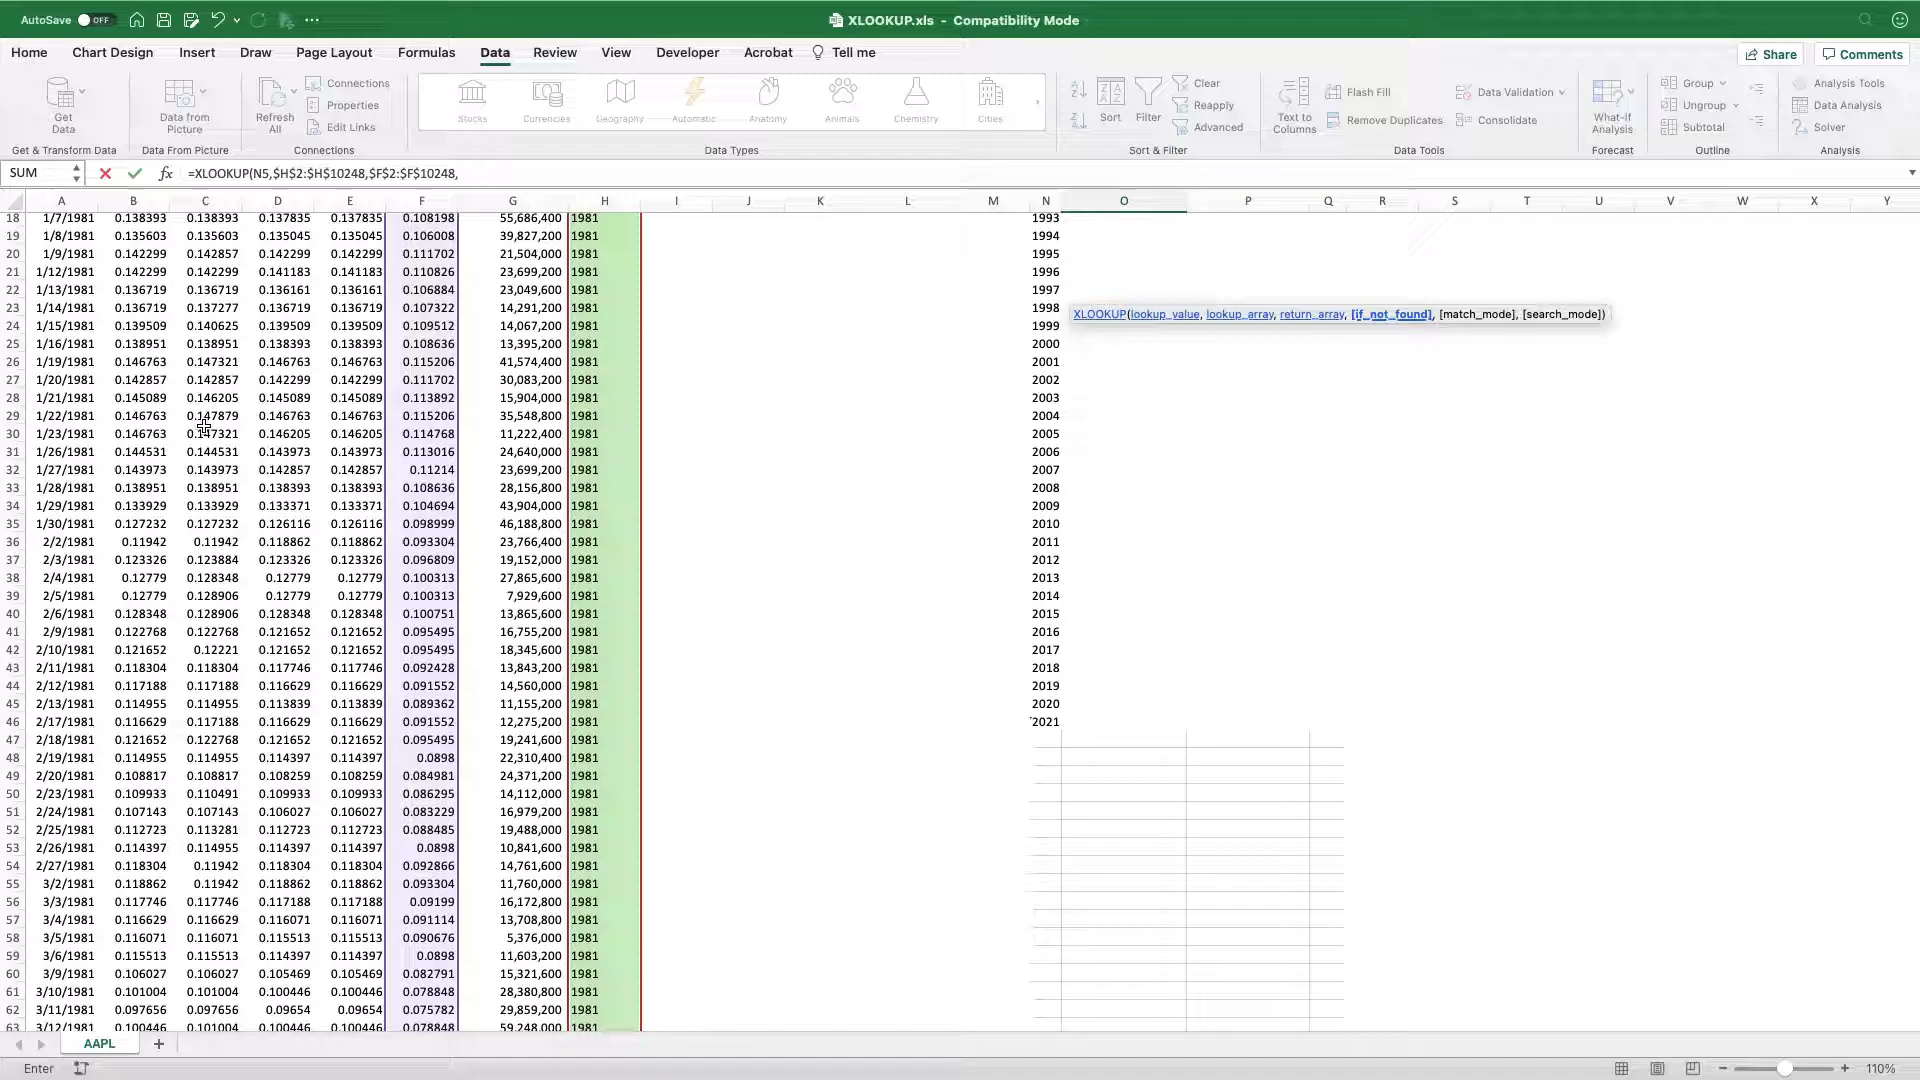 AutoSave OFF ... XLOOKUP.xls - Compatibility Mode
Home Chart Design Insert Draw Page Layout Formulas Data Review View Developer Acrobat Tell me Share Comments
Get Data Data from Picture Refresh All Connections Properties Edit Links Stocks Currencies Geography Automatic Anatomy Animals Chemistry Cities Sort Filter Clear Reapply Advanced Text to Columns Flash Fill Remove Duplicates Data Validation Consolidate What-If Analysis Group Ungroup Subtotal Analysis Tools Data Analysis Solver
Get & Transform Data Data From Picture Connections Data Types Sort & Filter Data Tools Forecast Outline Analysis
SUM fx =XLOOKUP(N5,$H$2:$H$10248,$F$2:$F$10248,
A B C D E F G H I J K L M N O P Q R S T U V W X Y
18 1/7/1981 0.138393 0.138393 0.137835 0.137835 0.108198 55,686,400 1981 1993
19 1/8/1981 0.135603 0.135603 0.135045 0.135045 0.106008 39,827,200 1981 1994
20 1/9/1981 0.142299 0.142857 0.142299 0.142299 0.111702 21,504,000 1981 1995
21 1/12/1981 0.142299 0.142299 0.141183 0.141183 0.110826 23,699,200 1981 1996
22 1/13/1981 0.136719 0.136719 0.136161 0.136161 0.106884 23,049,600 1981 1997
23 1/14/1981 0.136719 0.137277 0.136719 0.136719 0.107322 14,291,200 1981 1998 XLOOKUP(lookup_value, lookup_array, return_array, [if_not_found], [match_mode], [search_mode])
24 1/15/1981 0.139509 0.140625 0.139509 0.139509 0.109512 14,067,200 1981 1999
25 1/16/1981 0.138951 0.138951 0.138393 0.138393 0.108636 13,395,200 1981 2000
26 1/19/1981 0.146763 0.147321 0.146763 0.146763 0.115206 41,574,400 1981 2001
27 1/20/1981 0.142857 0.142857 0.142299 0.142299 0.111702 30,083,200 1981 2002
28 1/21/1981 0.145089 0.146205 0.145089 0.145089 0.113892 15,904,000 1981 2003
29 1/22/1981 0.146763 0.147879 0.146763 0.146763 0.115206 35,548,800 1981 2004
30 1/23/1981 0.146763 0.147321 0.146205 0.146205 0.114768 11,222,400 1981 2005
31 1/26/1981 0.144531 0.144531 0.143973 0.143973 0.113016 24,640,000 1981 2006
32 1/27/1981 0.143973 0.143973 0.142857 0.142857 0.11214 23,699,200 1981 2007
33 1/28/1981 0.138951 0.138951 0.138393 0.138393 0.108636 28,156,800 1981 2008
34 1/29/1981 0.133929 0.133929 0.133371 0.133371 0.104694 43,904,000 1981 2009
35 1/30/1981 0.127232 0.127232 0.126116 0.126116 0.098999 46,188,800 1981 2010
36 2/2/1981 0.11942 0.11942 0.118862 0.118862 0.093304 23,766,400 1981 2011
37 2/3/1981 0.123326 0.123884 0.123326 0.123326 0.096809 19,152,000 1981 2012
38 2/4/1981 0.12779 0.128348 0.12779 0.12779 0.100313 27,865,600 1981 2013
39 2/5/1981 0.12779 0.128906 0.12779 0.12779 0.100313 7,929,600 1981 2014
40 2/6/1981 0.128348 0.128906 0.128348 0.128348 0.100751 13,865,600 1981 2015
41 2/9/1981 0.122768 0.122768 0.121652 0.121652 0.095495 16,755,200 1981 2016
42 2/10/1981 0.121652 0.12221 0.121652 0.121652 0.095495 18,345,600 1981 2017
43 2/11/1981 0.118304 0.118304 0.117746 0.117746 0.092428 13,843,200 1981 2018
44 2/12/1981 0.117188 0.117188 0.116629 0.116629 0.091552 14,560,000 1981 2019
45 2/13/1981 0.114955 0.114955 0.113839 0.113839 0.089362 11,155,200 1981 2020
46 2/17/1981 0.116629 0.117188 0.116629 0.116629 0.091552 12,275,200 1981 2021
47 2/18/1981 0.121652 0.122768 0.121652 0.121652 0.095495 19,241,600 1981
48 2/19/1981 0.114955 0.114955 0.114397 0.114397 0.0898 22,310,400 1981
49 2/20/1981 0.108817 0.108817 0.108259 0.108259 0.084981 24,371,200 1981
50 2/23/1981 0.109933 0.110491 0.109933 0.109933 0.086295 14,112,000 1981
51 2/24/1981 0.107143 0.107143 0.106027 0.106027 0.083229 16,979,200 1981
52 2/25/1981 0.112723 0.113281 0.112723 0.112723 0.088485 19,488,000 1981
53 2/26/1981 0.114397 0.114955 0.114397 0.114397 0.0898 10,841,600 1981
54 2/27/1981 0.118304 0.11942 0.118304 0.118304 0.092866 14,761,600 1981
55 3/2/1981 0.118862 0.11942 0.118862 0.118862 0.093304 11,760,000 1981
56 3/3/1981 0.117746 0.117746 0.117188 0.117188 0.09199 16,172,800 1981
57 3/4/1981 0.116629 0.116629 0.116071 0.116071 0.091114 13,708,800 1981
58 3/5/1981 0.116071 0.116071 0.115513 0.115513 0.090676 5,376,000 1981
59 3/6/1981 0.115513 0.115513 0.114397 0.114397 0.0898 11,603,200 1981
60 3/9/1981 0.106027 0.106027 0.105469 0.105469 0.082791 15,321,600 1981
61 3/10/1981 0.101004 0.101004 0.100446 0.100446 0.078848 28,380,800 1981
62 3/11/1981 0.097656 0.097656 0.09654 0.09654 0.075782 29,859,200 1981
63 3/12/1981 0.100446 0.101004 0.100446 0.100446 0.078848 59,248,000 1981
AAPL +
Enter 110%